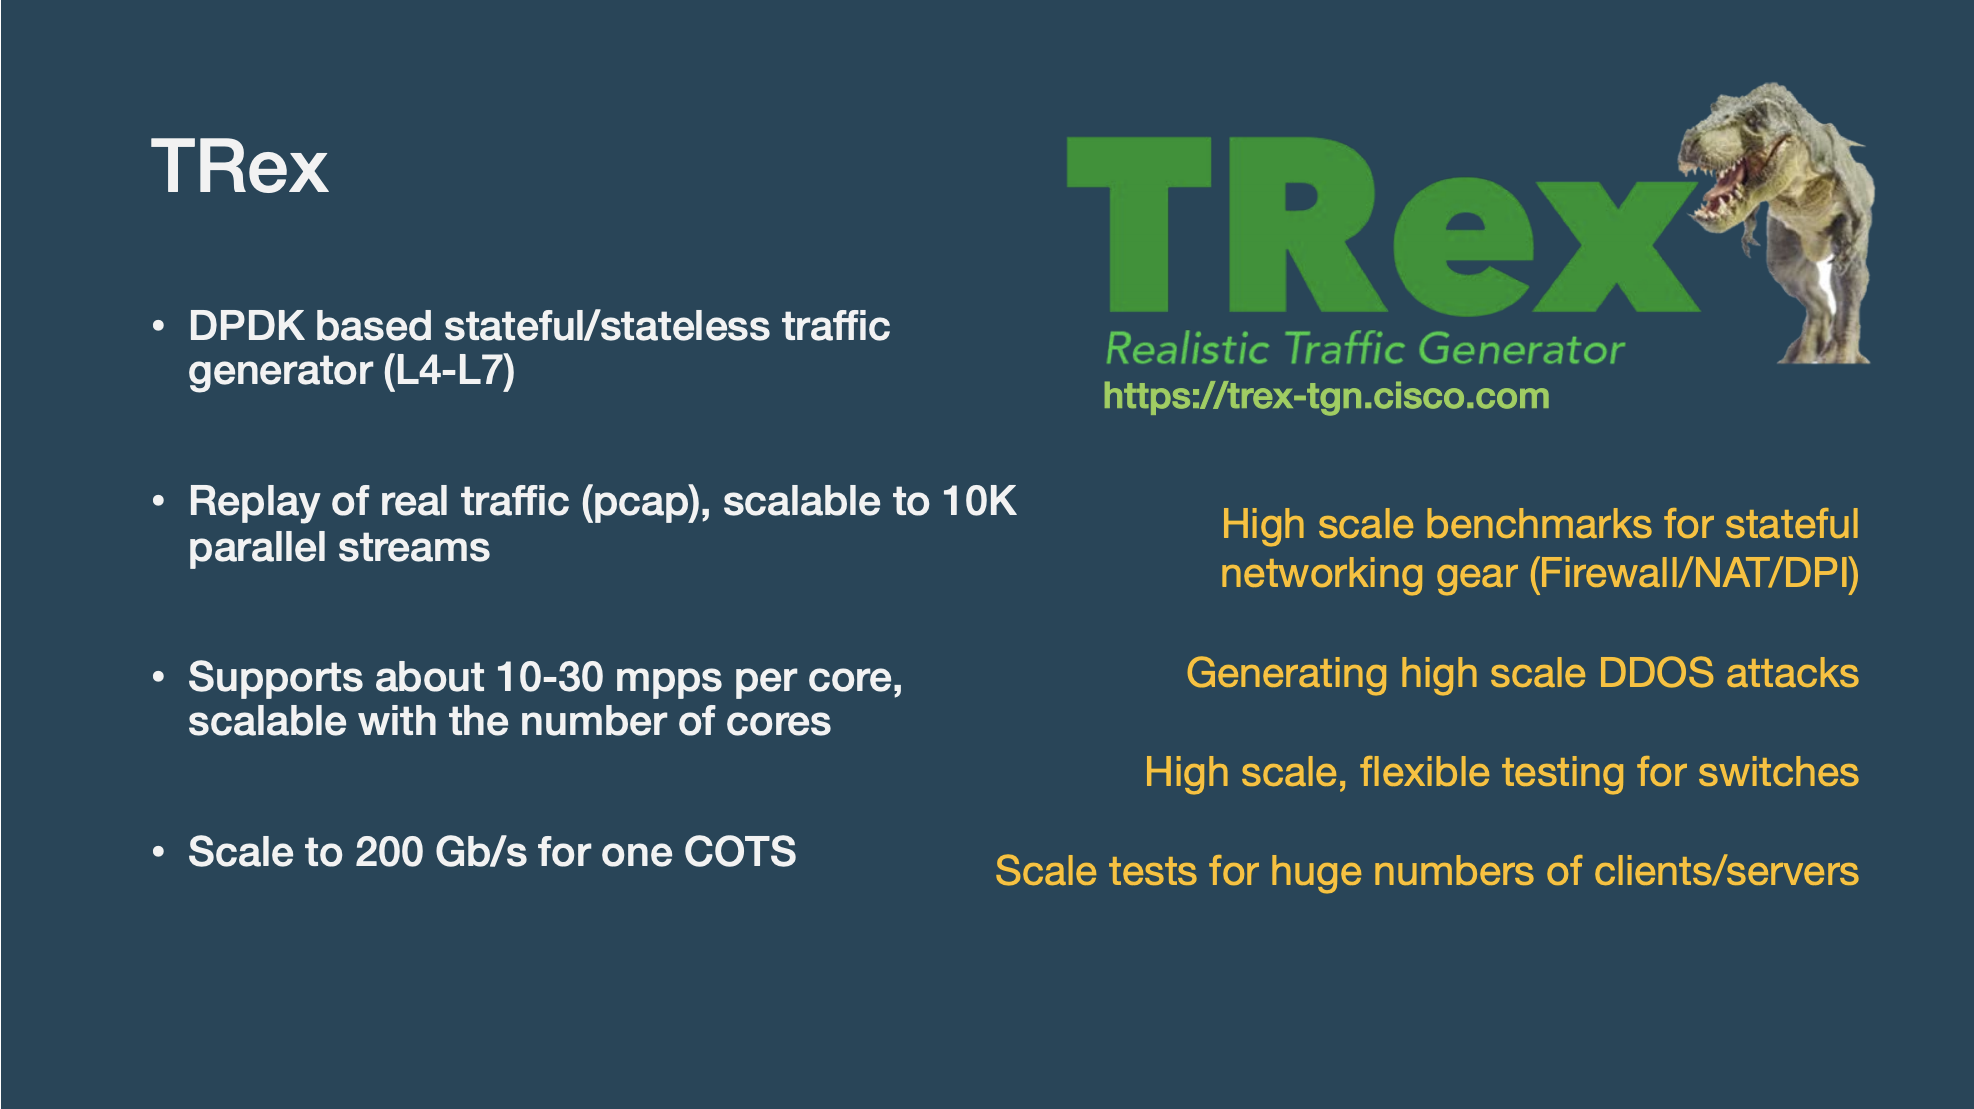 TRex
• DPDK based stateful/stateless traffic
generator (L4-L7)
• Replay of real traffic (pcap), scalable to 10K
parallel streams
• Supports about 10-30 mpps per core,
scalable with the number of cores
• Scale to 200 Gb/s for one COTS
TRex
Realistic Traffic Generator
https://trex-tgn.cisco.com
High scale benchmarks for stateful
networking gear (Firewall/NAT/DPI)
Generating high scale DDOS attacks
High scale, flexible testing for switches
Scale tests for huge numbers of clients/servers